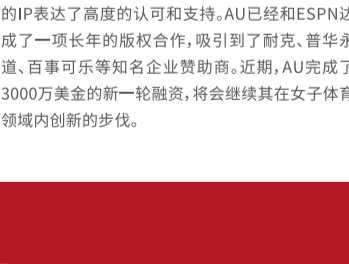 的IP表达了高度的认可和支持。AU已经和ESPN达
成了一项长年的版权合作，吸引到了耐克、普华永
道、百事可乐等知名企业赞助商。近期，AU完成了
3000万美金的新一轮融资，将会继续其在女子体育
领域内创新的步伐。